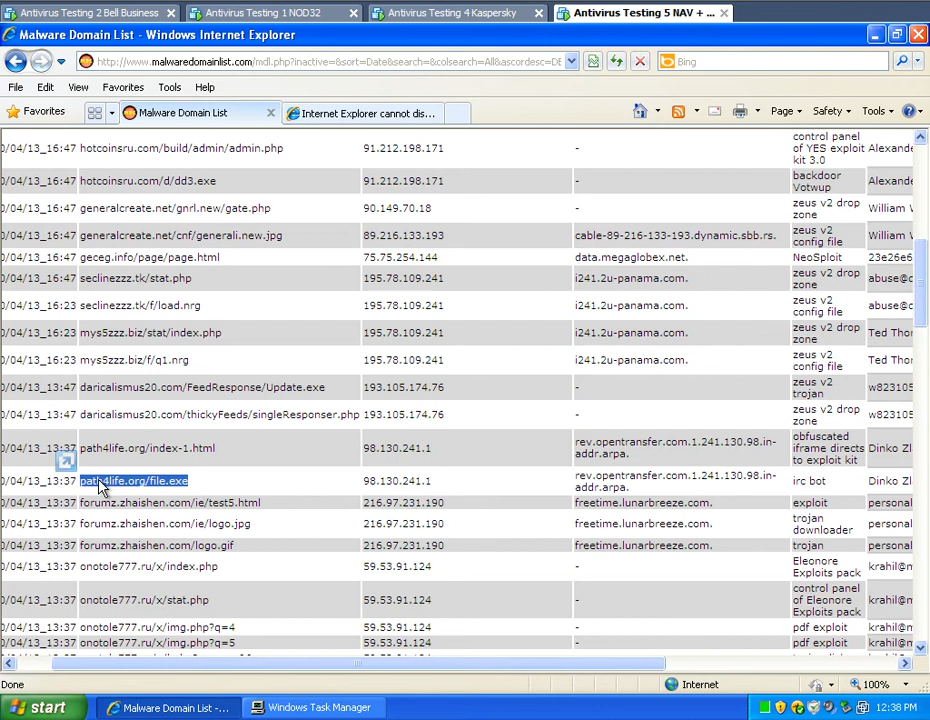 Antivirus Testing 2 Bell Business Antivirus Testing 1 NOD32 Antivirus Testing 4 Kaspersky Antivirus Testing 5 NAV + ...
Malware Domain List - Windows Internet Explorer
http://www.malwaredomainlist.com/mdl.php?inactive=&sort=Date&search=&colsearch=All&ascordesc=DE Bing
File Edit View Favorites Tools Help
Favorites Malware Domain List Internet Explorer cannot dis... Page Safety Tools
control panel
of YES exploit
kit 3.0
0/04/13_16:47 hotcoinsru.com/build/admin/admin.php 91.212.198.171 - Alexande
0/04/13_16:47 hotcoinsru.com/d/dd3.exe 91.212.198.171 - backdoor
Votwup Alexande
0/04/13_16:47 generalcreate.net/gnrl.new/gate.php 90.149.70.18 - zeus v2 drop
zone William W
0/04/13_16:47 generalcreate.net/cnf/generali.new.jpg 89.216.133.193 cable-89-216-133-193.dynamic.sbb.rs. zeus v2
config file William W
0/04/13_16:47 geceg.info/page/page.html 75.75.254.144 data.megaglobex.net. NeoSploit 23e26e6
0/04/13_16:47 seclinezzz.tk/stat.php 195.78.109.241 i241.2u-panama.com. zeus v2 drop
zone abuse@c
0/04/13_16:23 seclinezzz.tk/f/load.nrg 195.78.109.241 i241.2u-panama.com. zeus v2
config file abuse@c
0/04/13_16:23 mys5zzz.biz/stat/index.php 195.78.109.241 i241.2u-panama.com. zeus v2 drop
zone Ted Thor
0/04/13_16:23 mys5zzz.biz/f/q1.nrg 195.78.109.241 i241.2u-panama.com. zeus v2
config file Ted Thor
0/04/13_13:47 daricalismus20.com/FeedResponse/Update.exe 193.105.174.76 - zeus v2
trojan w823105
0/04/13_13:47 daricalismus20.com/thickyFeeds/singleResponser.php 193.105.174.76 - zeus v2 drop
zone w823105
0/04/13_13:37 path4life.org/index-1.html 98.130.241.1 rev.opentransfer.com.1.241.130.98.in-
addr.arpa. obfuscated
iframe directs
to exploit kit Dinko Zl
0/04/13_13:37 path4life.org/file.exe 98.130.241.1 rev.opentransfer.com.1.241.130.98.in-
addr.arpa. irc bot Dinko Zl
0/04/13_13:37 forumz.zhaishen.com/ie/test5.html 216.97.231.190 freetime.lunarbreeze.com. exploit personal
0/04/13_13:37 forumz.zhaishen.com/ie/logo.jpg 216.97.231.190 freetime.lunarbreeze.com. trojan
downloader personal
0/04/13_13:37 forumz.zhaishen.com/logo.gif 216.97.231.190 freetime.lunarbreeze.com. trojan personal
0/04/13_13:37 onotole777.ru/x/index.php 59.53.91.124 - Eleonore
Exploits pack krahil@m
0/04/13_13:37 onotole777.ru/x/stat.php 59.53.91.124 - control panel
of Eleonore
Exploits pack krahil@m
0/04/13_13:37 onotole777.ru/x/img.php?q=4 59.53.91.124 - pdf exploit krahil@m
0/04/13_13:37 onotole777.ru/x/img.php?q=5 59.53.91.124 - pdf exploit krahil@m
Done Internet 100%
start Malware Domain List - ... Windows Task Manager 12:38 PM